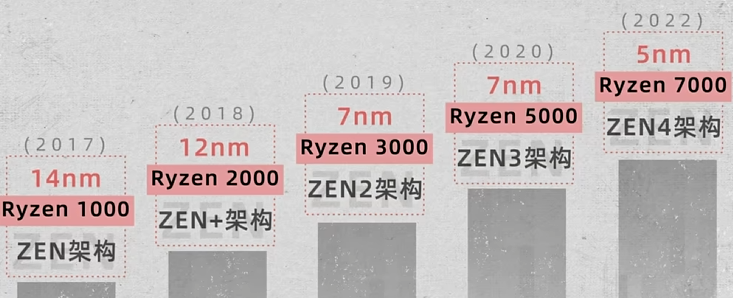 (2017)
14nm
Ryzen 1000
ZEN架构
(2018)
12nm
Ryzen 2000
ZEN+架构
(2019)
7nm
Ryzen 3000
ZEN2架构
(2020)
7nm
Ryzen 5000
ZEN3架构
(2022)
5nm
Ryzen 7000
ZEN4架构